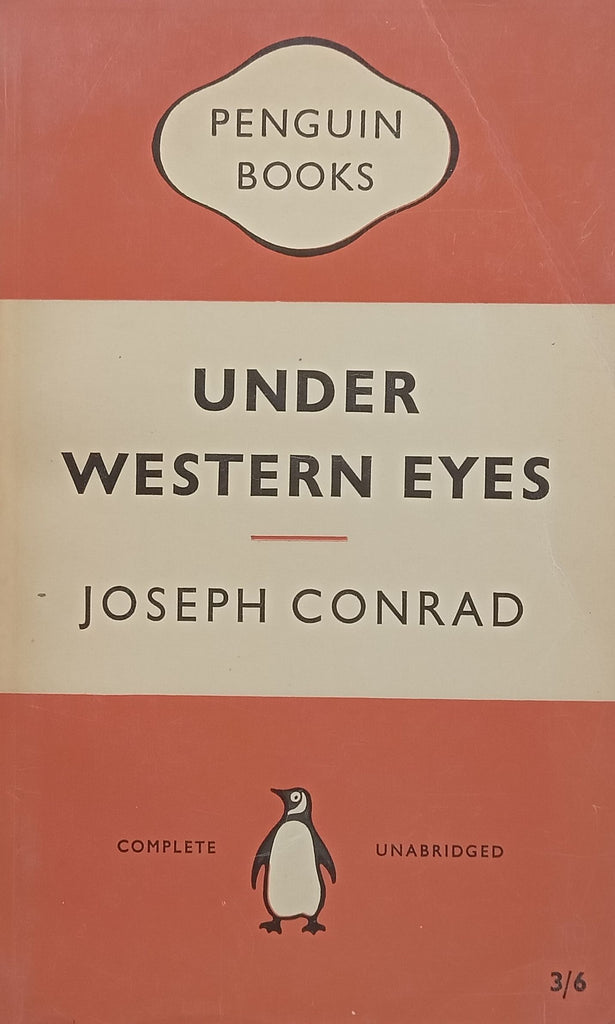 PENGUIN
BOOKS
UNDER
WESTERN EYES
JOSEPH CONRAD
COMPLETE UNABRIDGED
3/6